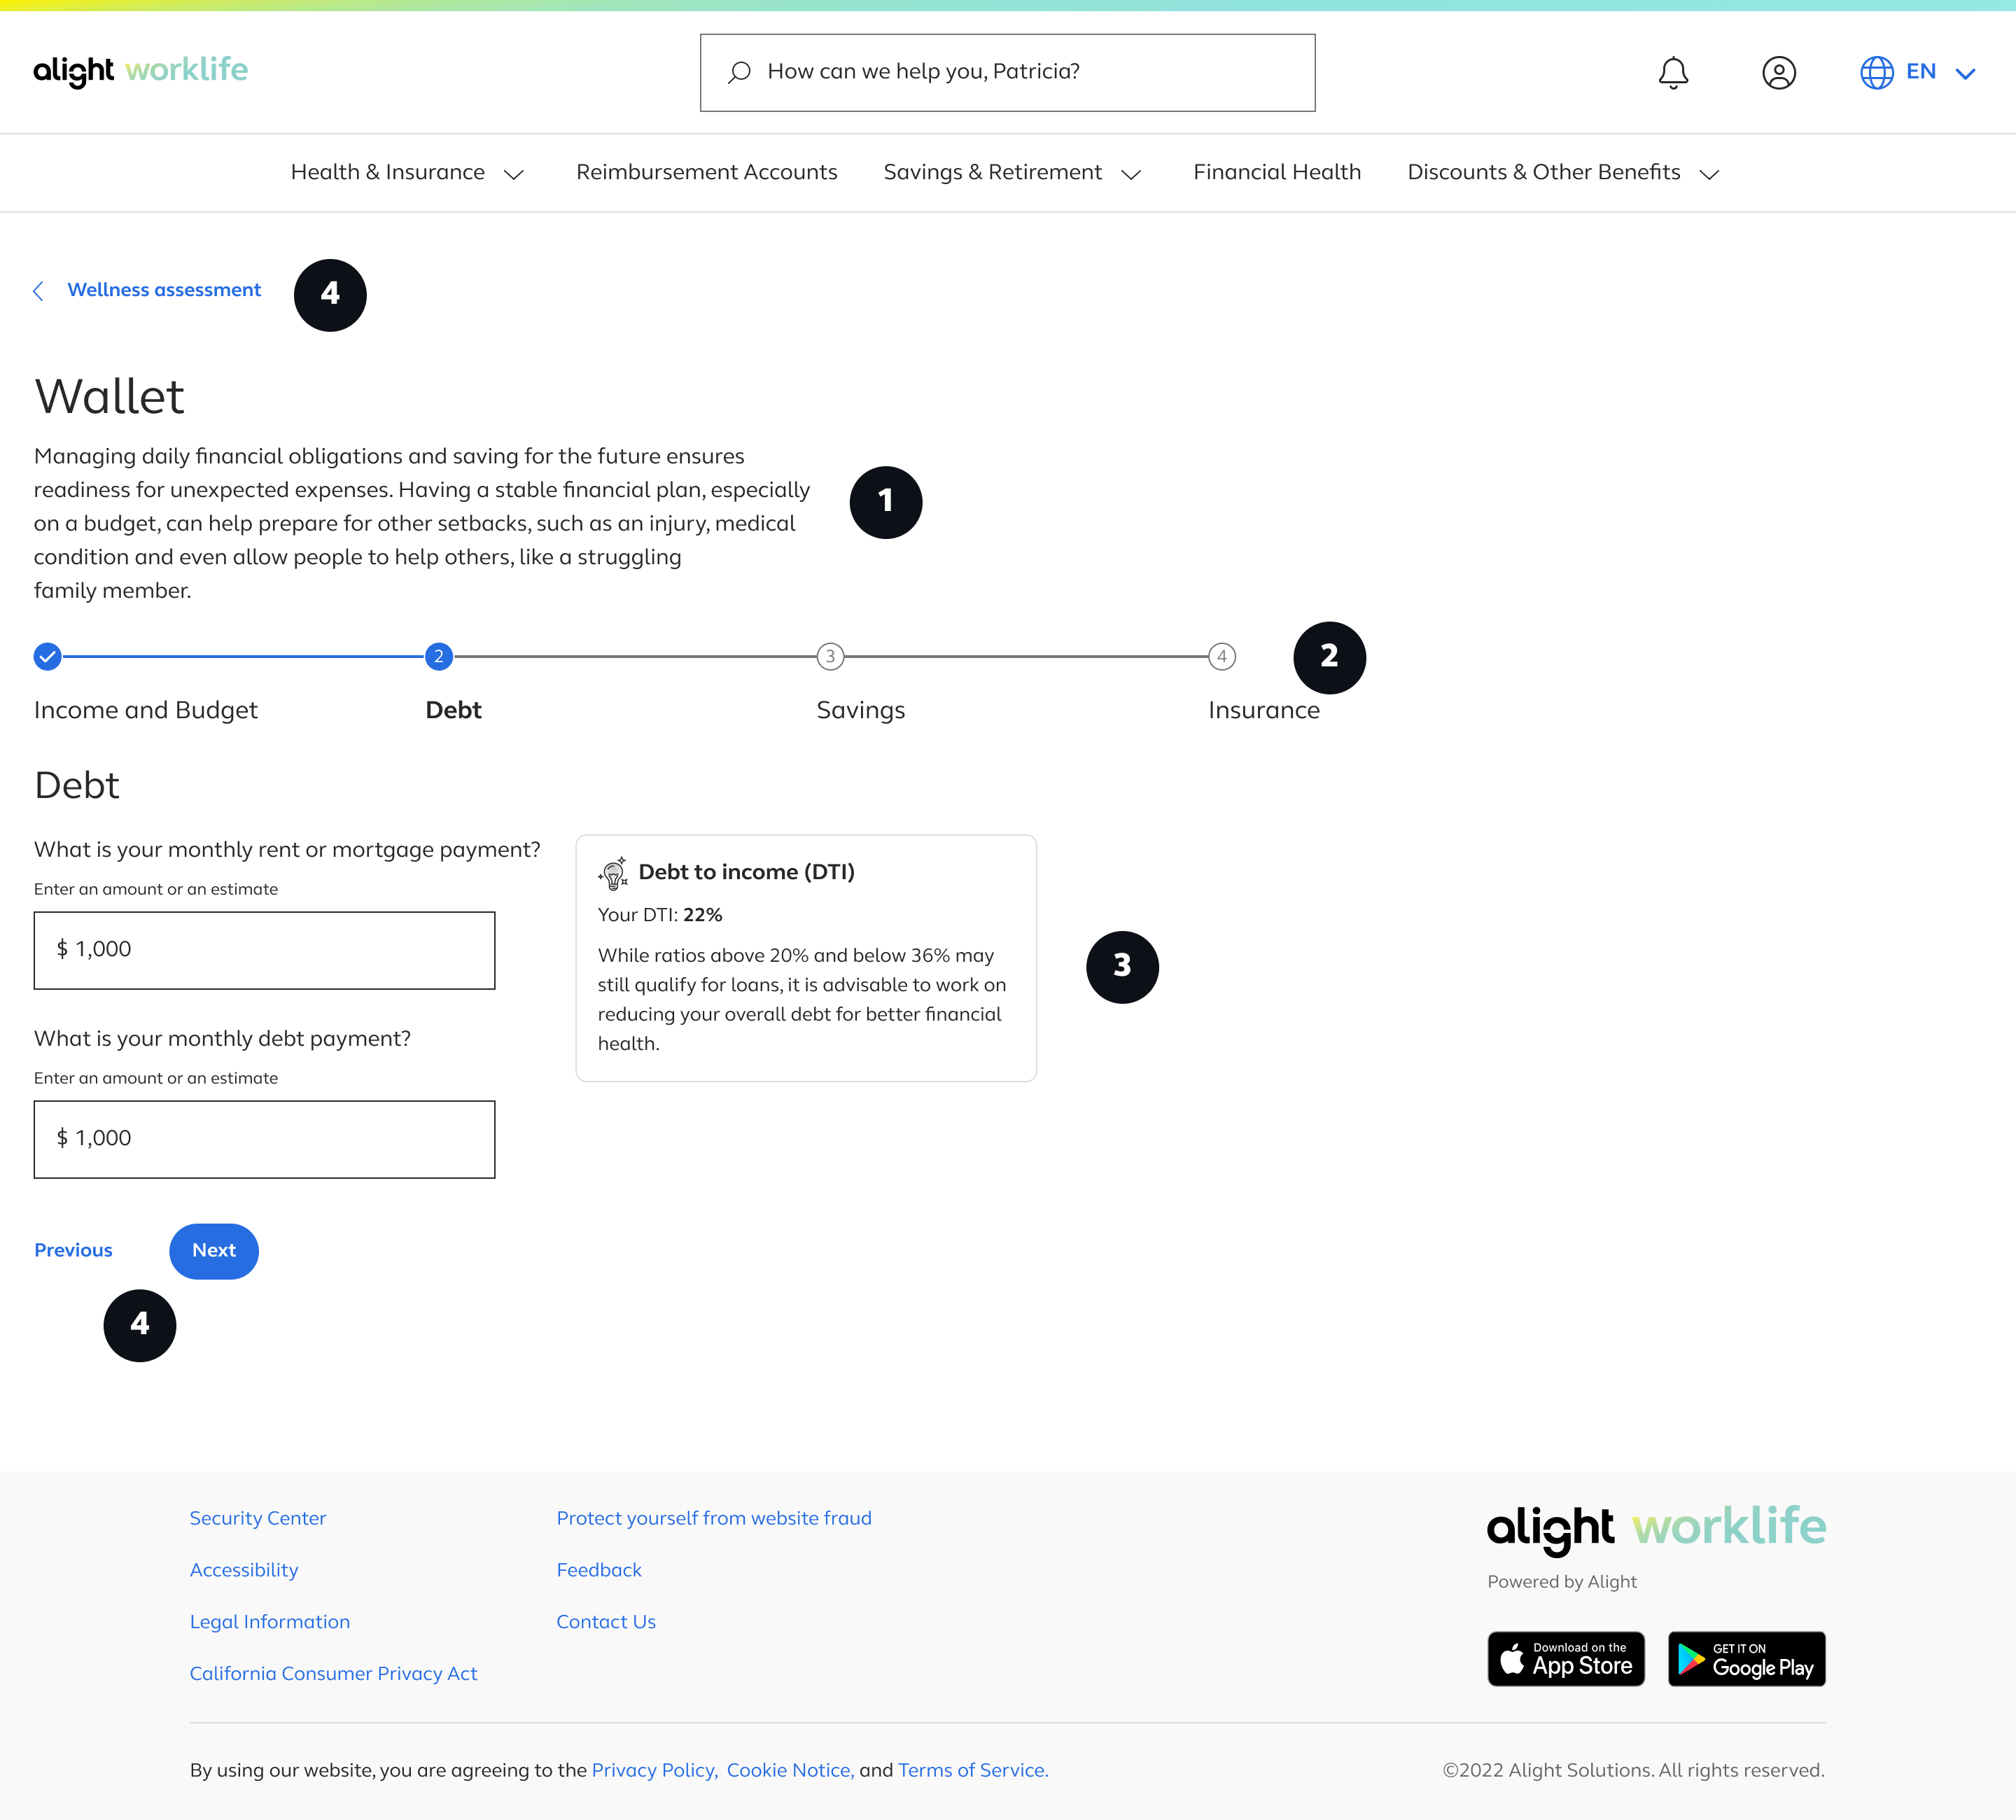 alight worklife
How can we help you, Patricia?
EN
Health & Insurance
Reimbursement Accounts
Savings & Retirement
Financial Health
Discounts & Other Benefits
Wellness assessment
4
Wallet
Managing daily financial obligations and saving for the future ensures
readiness for unexpected expenses. Having a stable financial plan, especially
on a budget, can help prepare for other setbacks, such as an injury, medical
condition and even allow people to help others, like a struggling
family member.
1
2
3
4
2
Income and Budget
Debt
Savings
Insurance
Debt
What is your monthly rent or mortgage payment?
Enter an amount or an estimate
$ 1,000
What is your monthly debt payment?
Enter an amount or an estimate
$ 1,000
Debt to income (DTI)
Your DTI: 22%
While ratios above 20% and below 36% may
still qualify for loans, it is advisable to work on
reducing your overall debt for better financial
health.
3
Previous
Next
4
Security Center
Accessibility
Legal Information
California Consumer Privacy Act
Protect yourself from website fraud
Feedback
Contact Us
alight worklife
Powered by Alight
Download on the
App Store
GET IT ON
Google Play
By using our website, you are agreeing to the Privacy Policy, Cookie Notice, and Terms of Service.
©2022 Alight Solutions. All rights reserved.